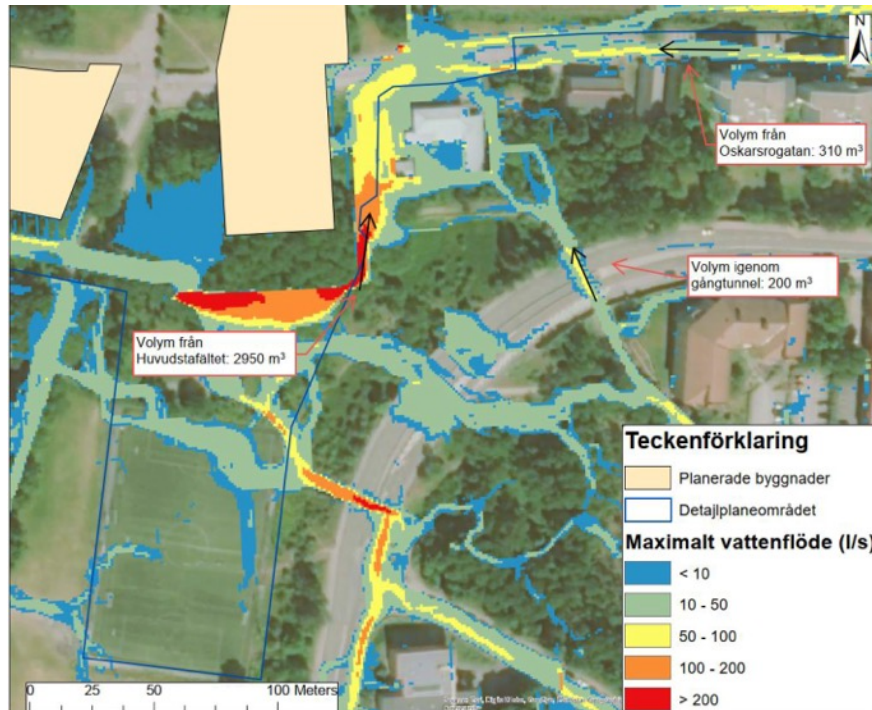 N
Volym från
Oskarsrogatan: 310 m³
Volym igenom
gångtunnel: 200 m³
Volym från
Huvudstafältet: 2950 m³
Teckenförklaring
Planerade byggnader
Detaljplaneområdet
Maximalt vattenflöde (l/s)
< 10
10 - 50
50 - 100
100 - 200
> 200
0 25 50 100 Meters